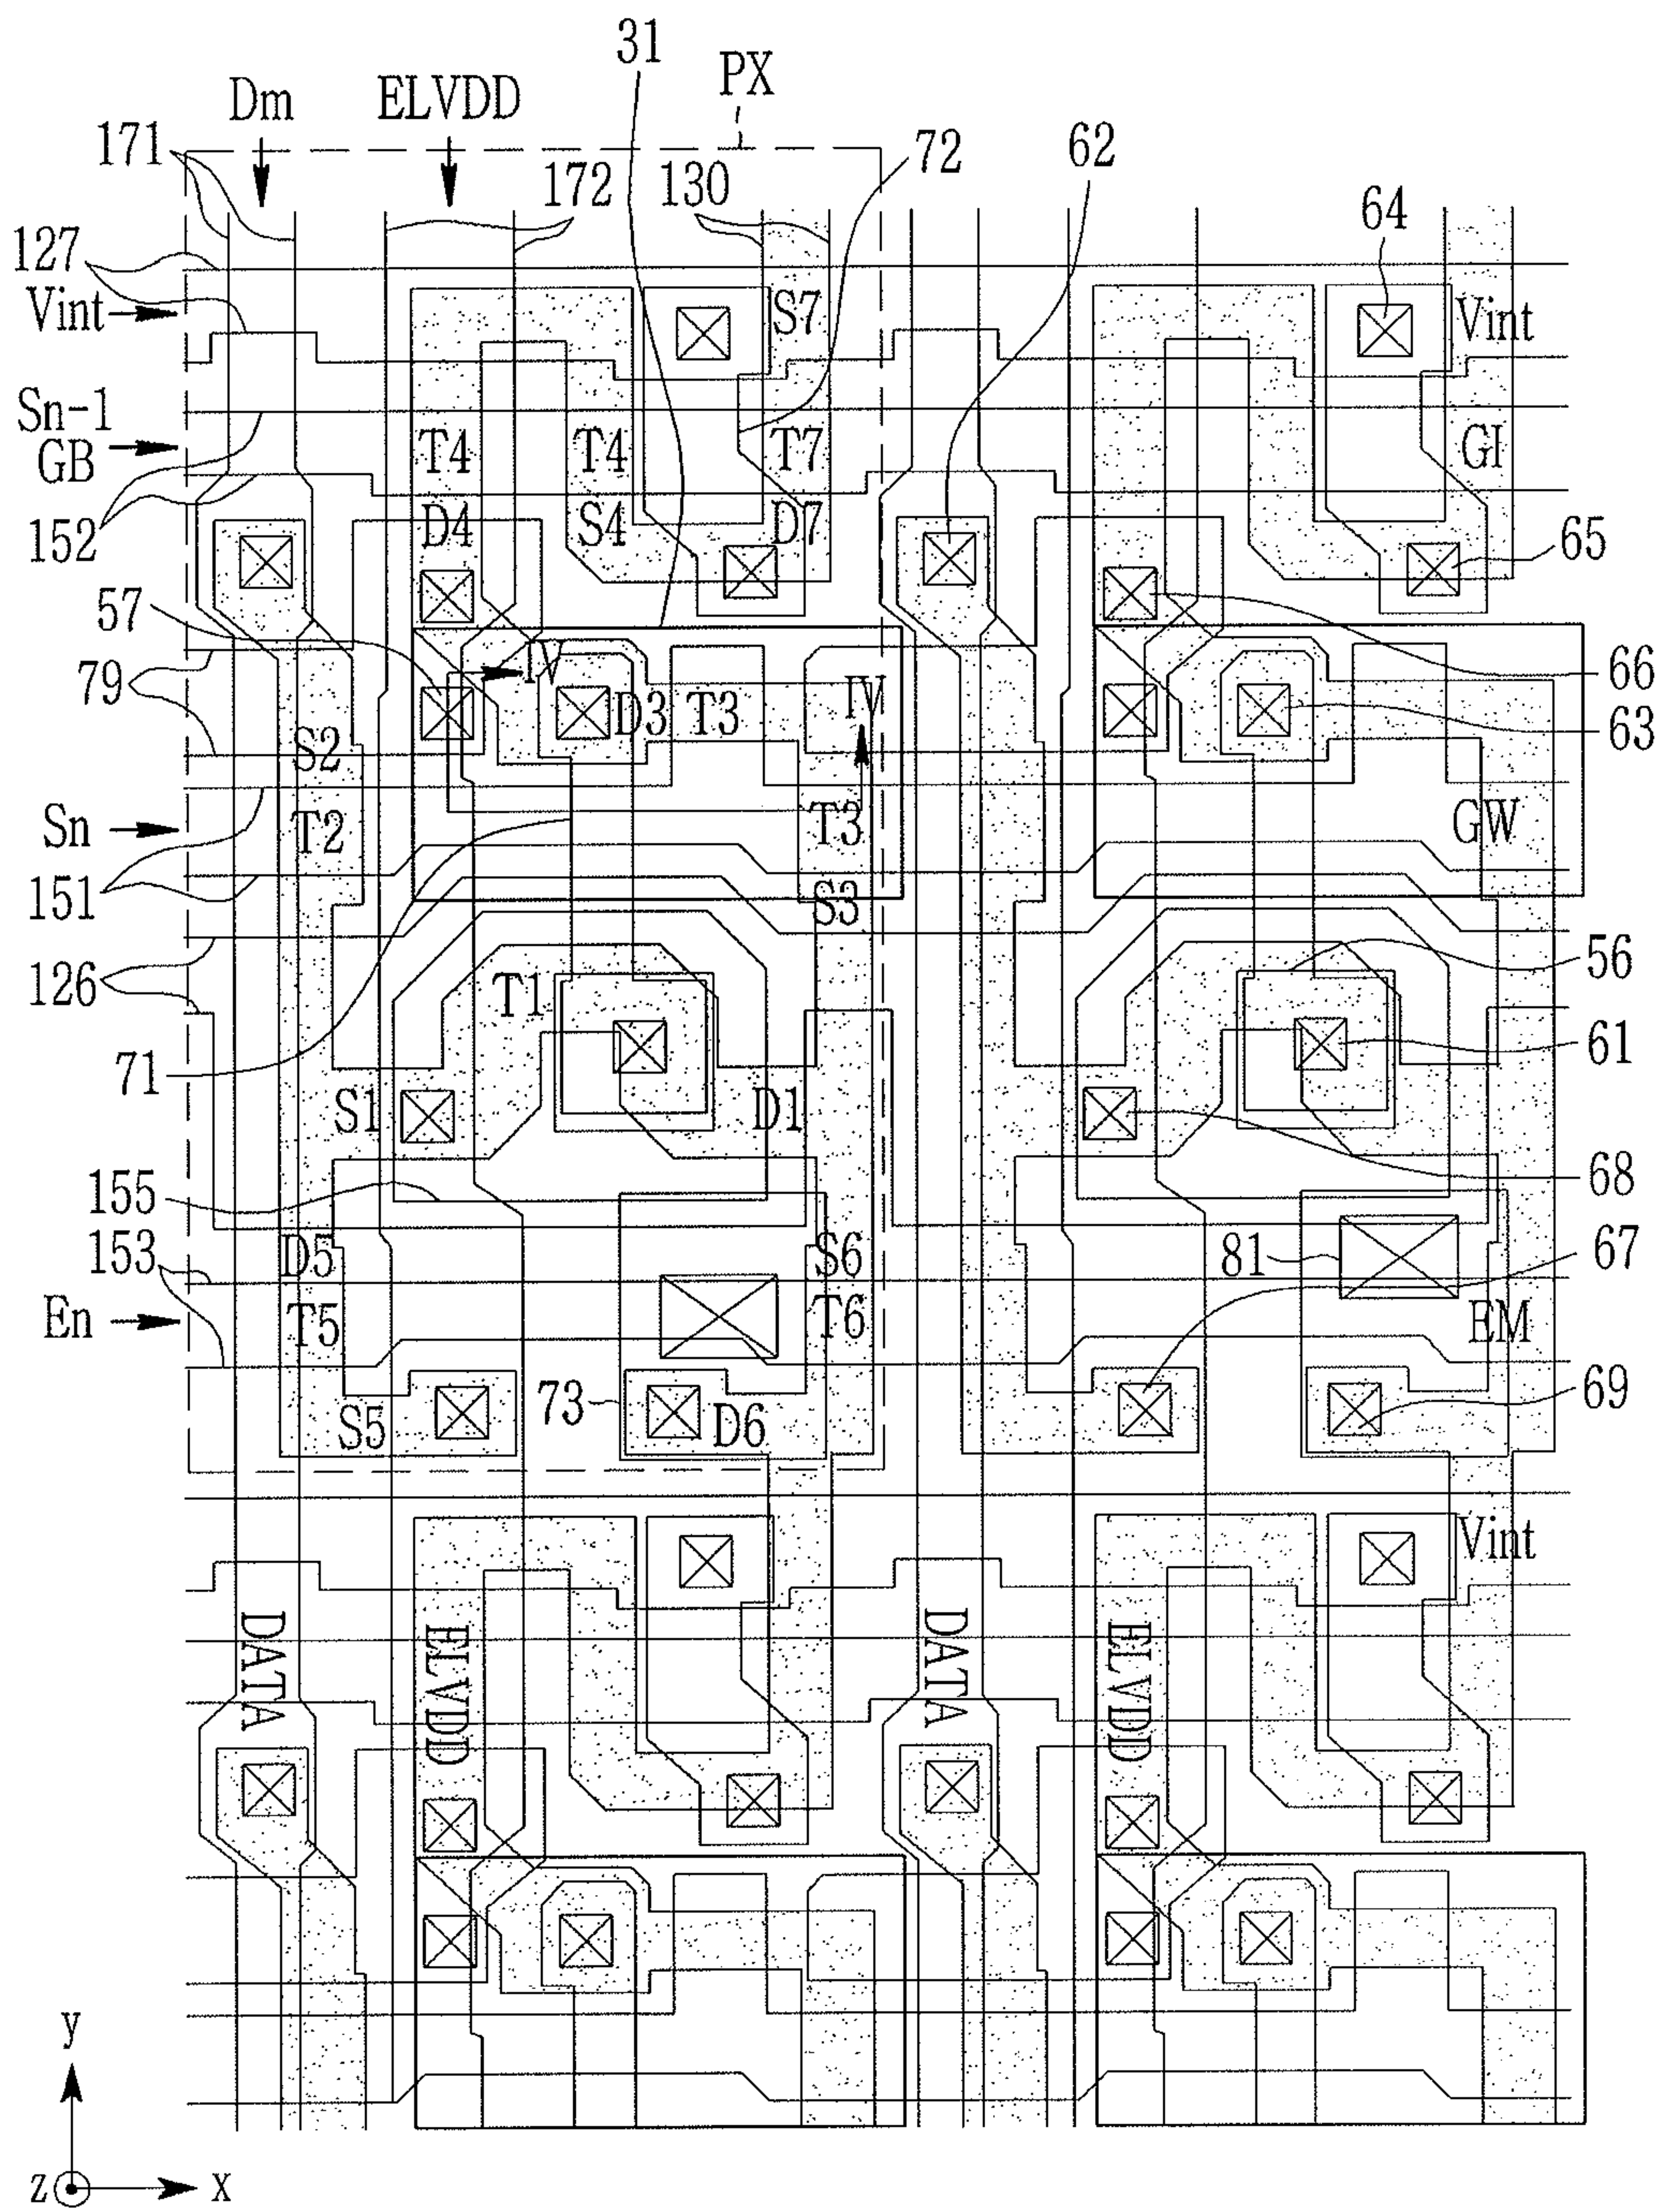 31
PX
Dm
ELVDD
171
72
62
172
130
64
127
Vint
S7
Vint
Sn-1
GB
T4
T4
T7
GI
152
D4
S4
D7
65
57
IV
66
79
D3
T3
IV
63
S2
Sn
T2
T3
GW
151
S3
126
T1
56
71
61
S1
D1
155
68
D5
S6
81
67
153
En
T5
T6
EM
73
69
S5
D6
Vint
DATA
ELVDD
DATA
ELVDD
y
z
x